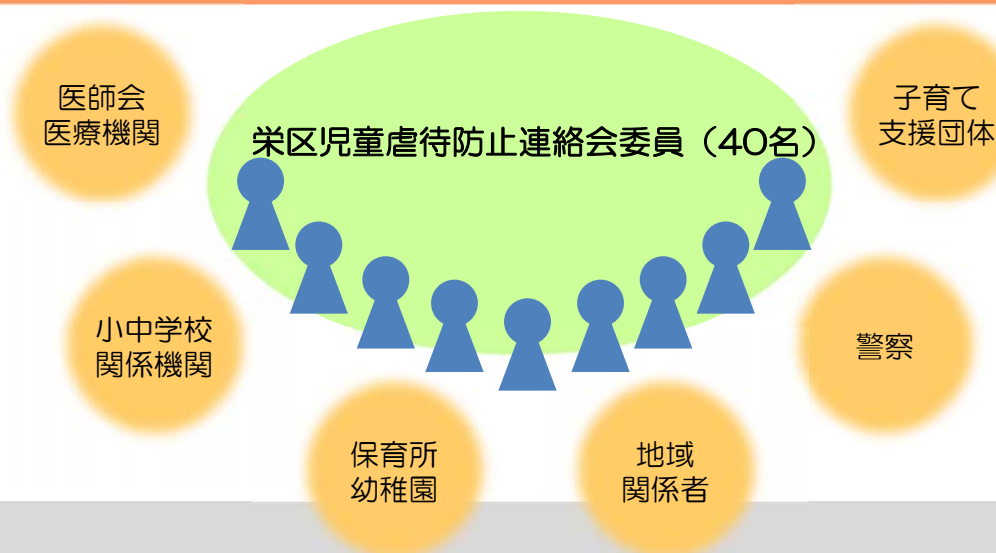 医師会
医療機関
栄区児童虐待防止連絡会委員（40名）
子育て
支援団体
小中学校
関係機関
警察
保育所
幼稚園
地域
関係者